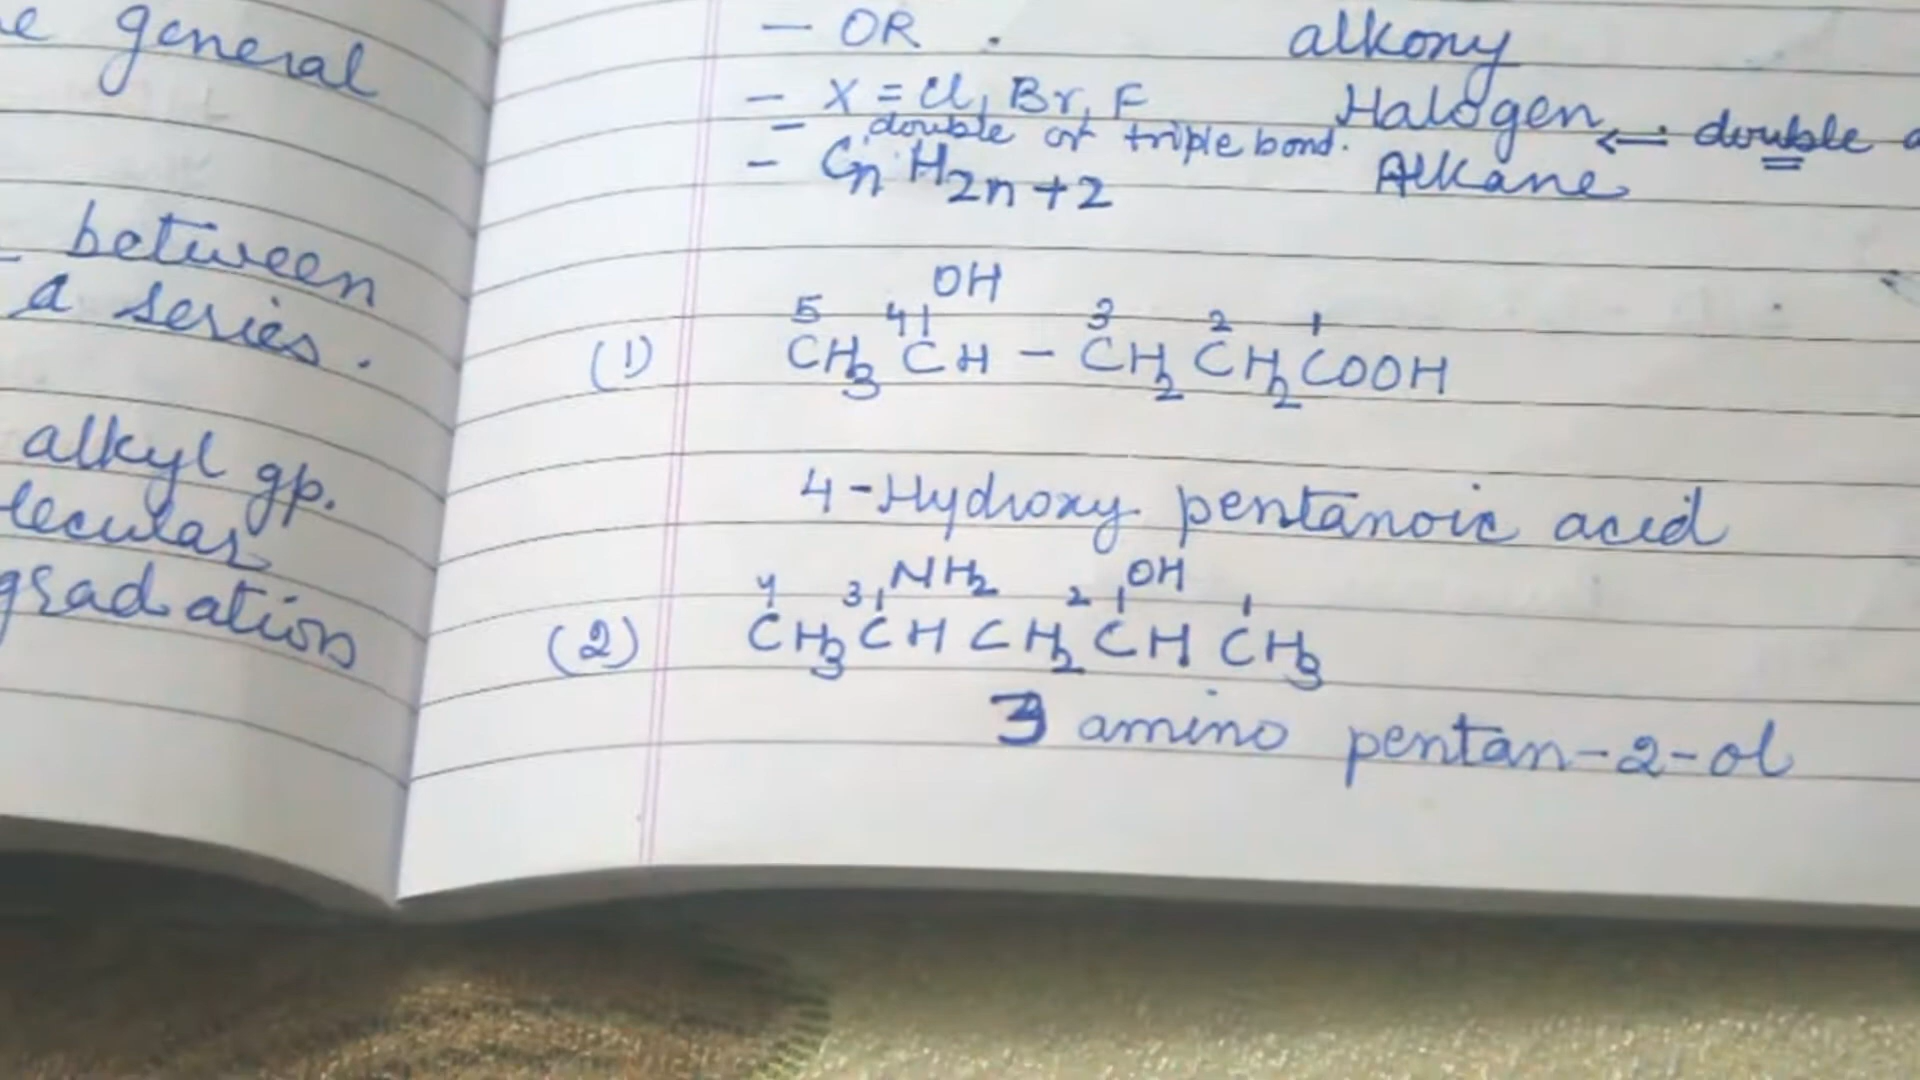 e general
between
a series.
alkyl gp.
lecular
gradation
— OR . alkony
— X = Cl, Br, F Halogen ⇐ double
— double or triple bond.
— CnH2n+2 Alkane
OH
5 4 3 2 1
(1) CH3 CH — CH2 CH2 COOH
4-Hydroxy pentanoic acid
4 3 NH2 2 OH 1
(2) CH3 CH CH2 CH CH3
3 amino pentan-2-ol